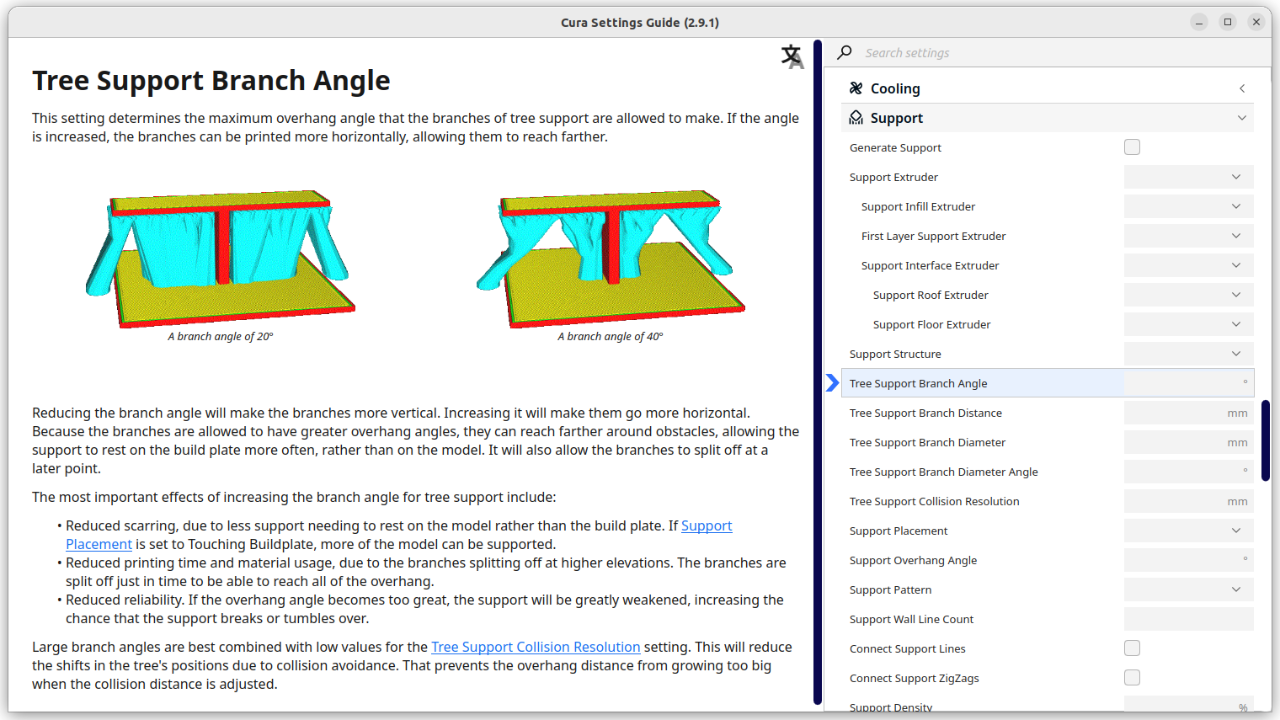 Cura Settings Guide (2.9.1)
Tree Support Branch Angle
This setting determines the maximum overhang angle that the branches of tree support are allowed to make. If the angle
is increased, the branches can be printed more horizontally, allowing them to reach farther.
A branch angle of 20°
A branch angle of 40°
Reducing the branch angle will make the branches more vertical. Increasing it will make them go more horizontal.
Because the branches are allowed to have greater overhang angles, they can reach farther around obstacles, allowing the
support to rest on the build plate more often, rather than on the model. It will also allow the branches to split off at a
later point.
The most important effects of increasing the branch angle for tree support include:
• Reduced scarring, due to less support needing to rest on the model rather than the build plate. If Support
Placement is set to Touching Buildplate, more of the model can be supported.
• Reduced printing time and material usage, due to the branches splitting off at higher elevations. The branches are
split off just in time to be able to reach all of the overhang.
• Reduced reliability. If the overhang angle becomes too great, the support will be greatly weakened, increasing the
chance that the support breaks or tumbles over.
Large branch angles are best combined with low values for the Tree Support Collision Resolution setting. This will reduce
the shifts in the tree's positions due to collision avoidance. That prevents the overhang distance from growing too big
when the collision distance is adjusted.
Search settings
Cooling
Support
Generate Support
Support Extruder
Support Infill Extruder
First Layer Support Extruder
Support Interface Extruder
Support Roof Extruder
Support Floor Extruder
Support Structure
Tree Support Branch Angle °
Tree Support Branch Distance mm
Tree Support Branch Diameter mm
Tree Support Branch Diameter Angle °
Tree Support Collision Resolution mm
Support Placement
Support Overhang Angle °
Support Pattern
Support Wall Line Count
Connect Support Lines
Connect Support ZigZags
Support Density %